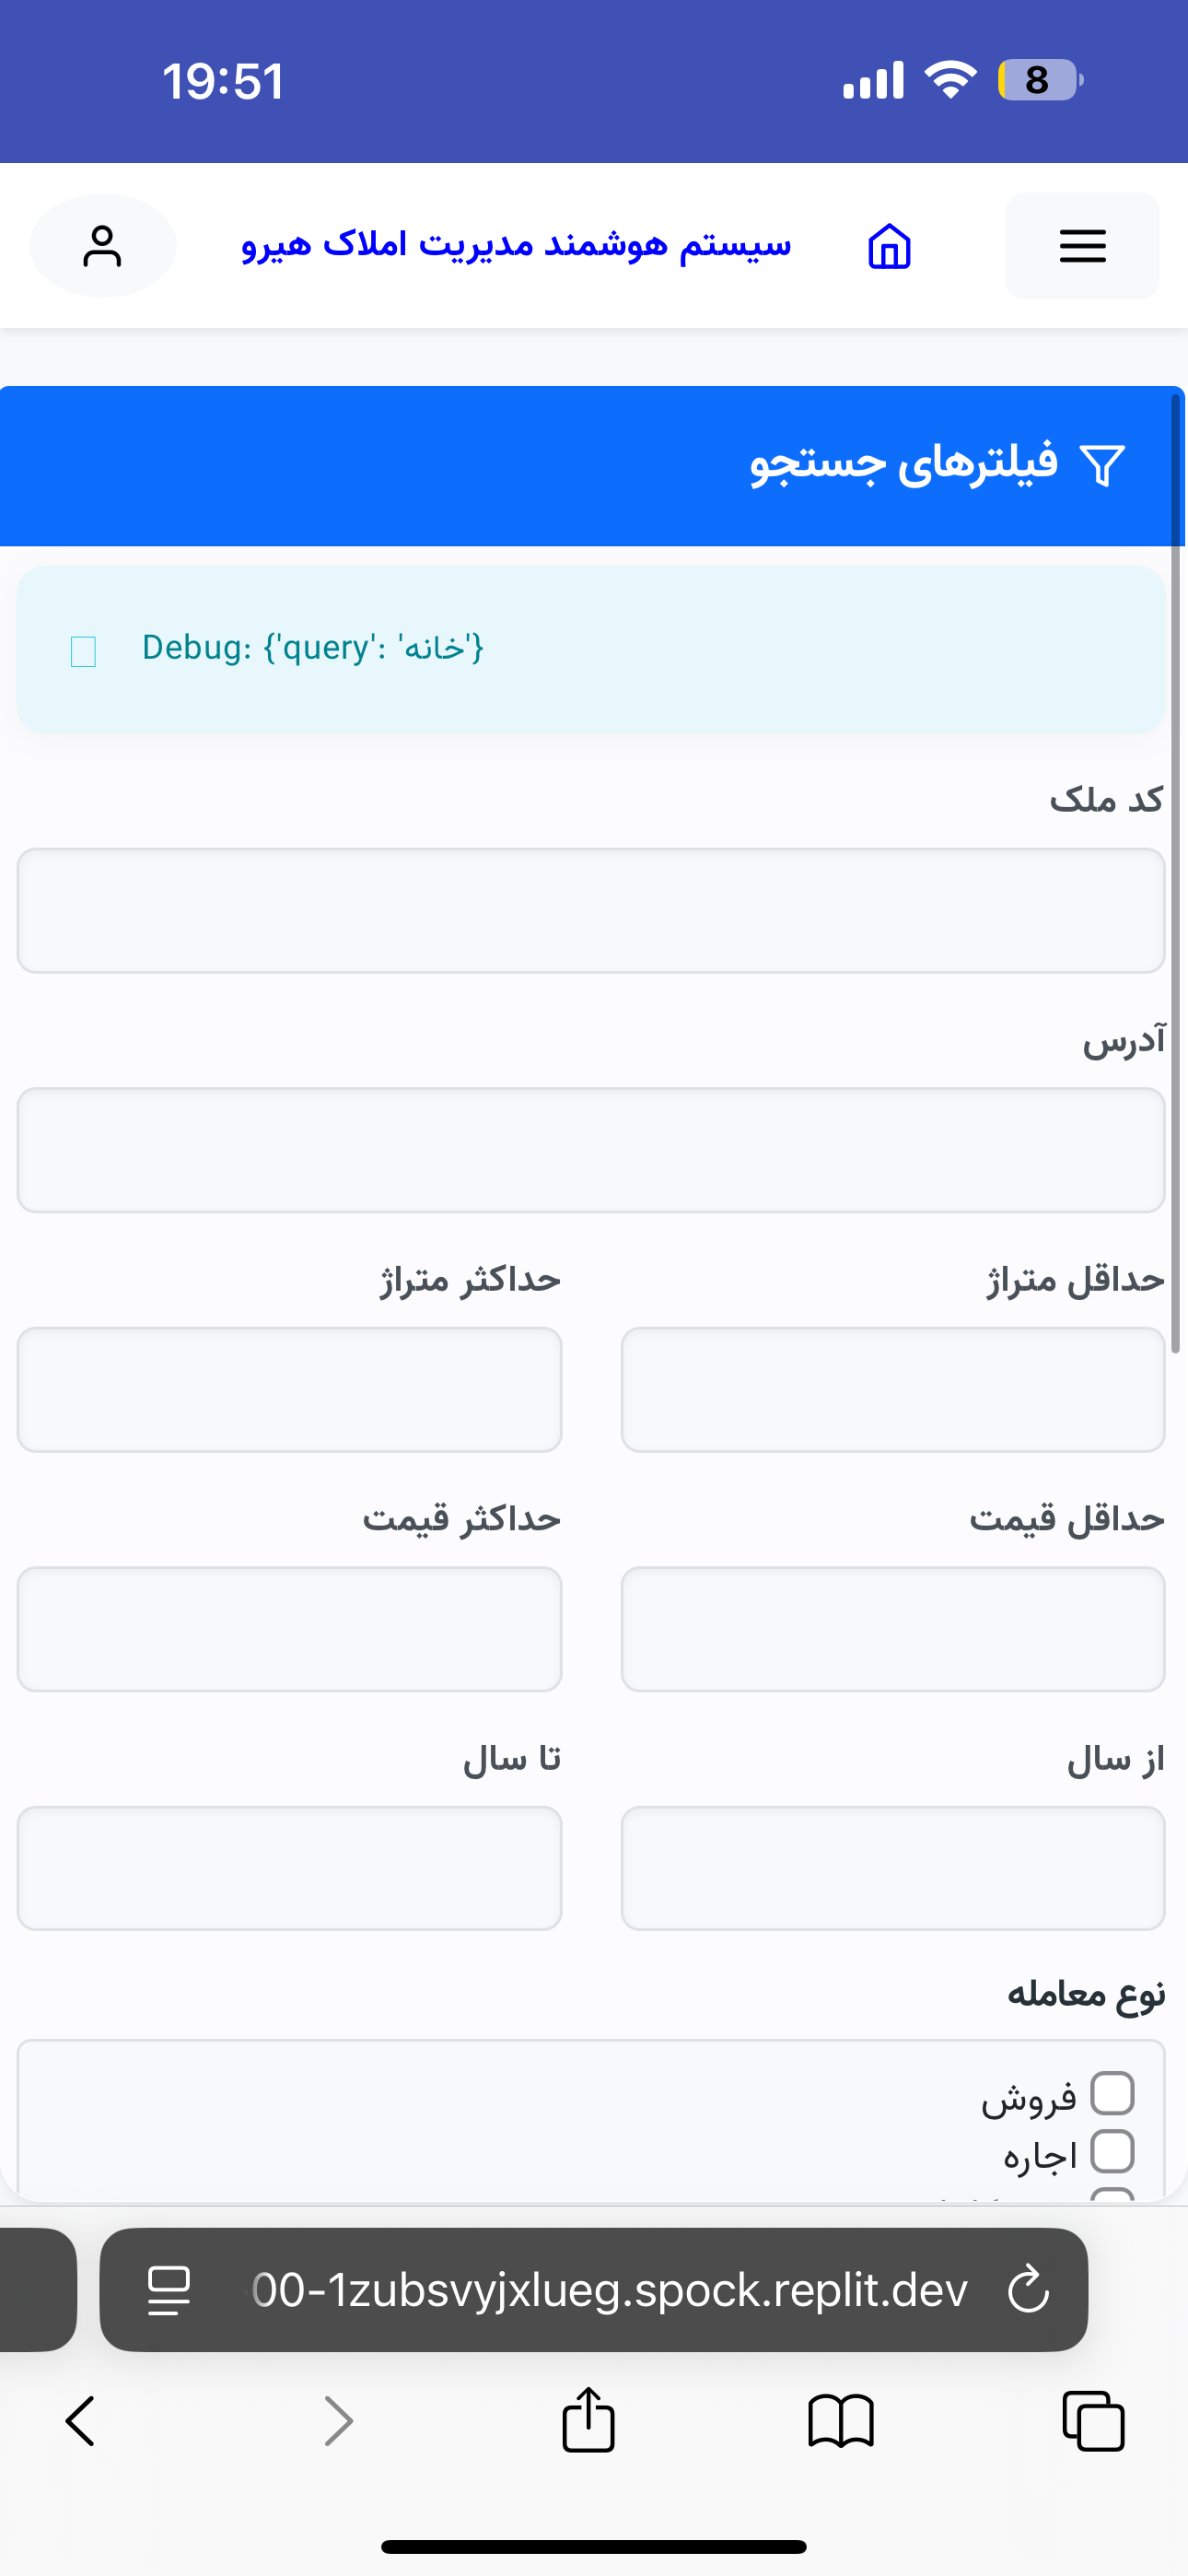 19:51
8
سیستم هوشمند مدیریت املاک هیرو
فیلترهای جستجو
Debug: {'query': 'خانه'}
کد ملک
آدرس
حداقل متراژ
حداکثر متراژ
حداقل قیمت
حداکثر قیمت
از سال
تا سال
نوع معامله
فروش
اجاره
00-1zubsvyjxlueg.spock.replit.dev